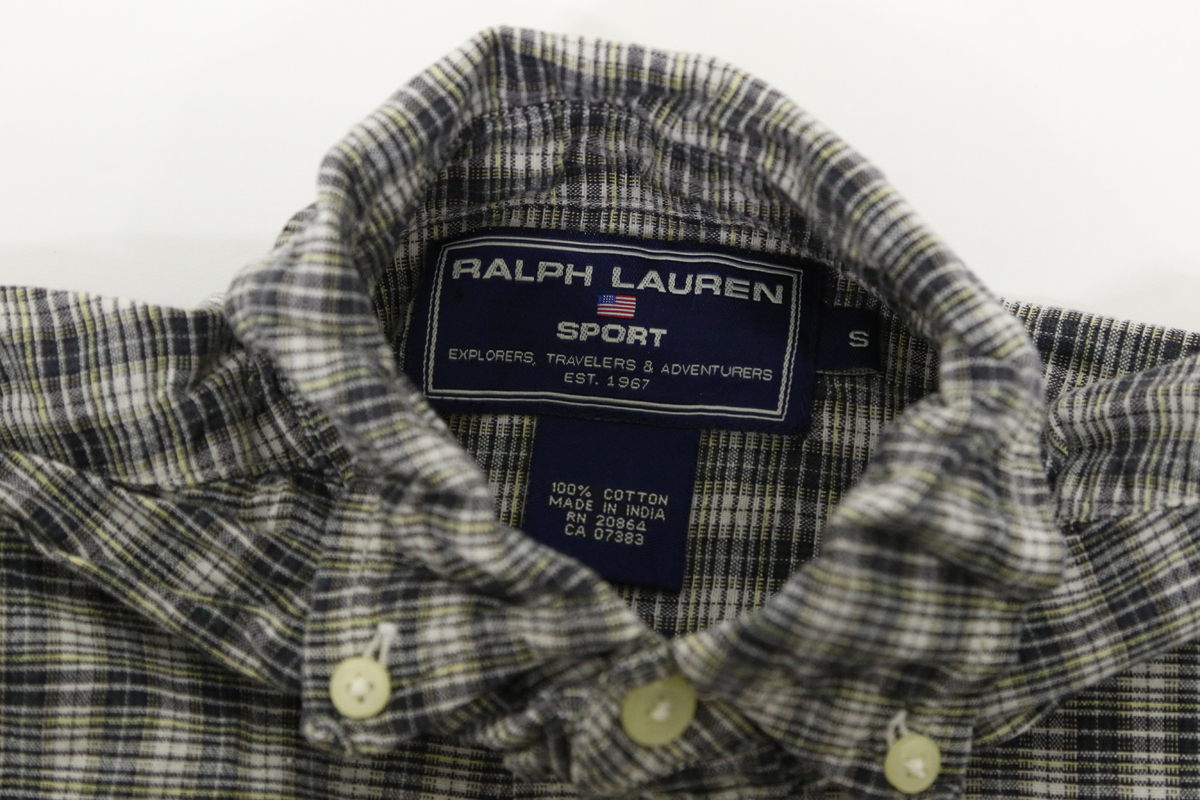 RALPH LAUREN
SPORT
EXPLORERS, TRAVELERS & ADVENTURERS
EST. 1967
S
100% COTTON
MADE IN INDIA
RN 20864
CA 07383